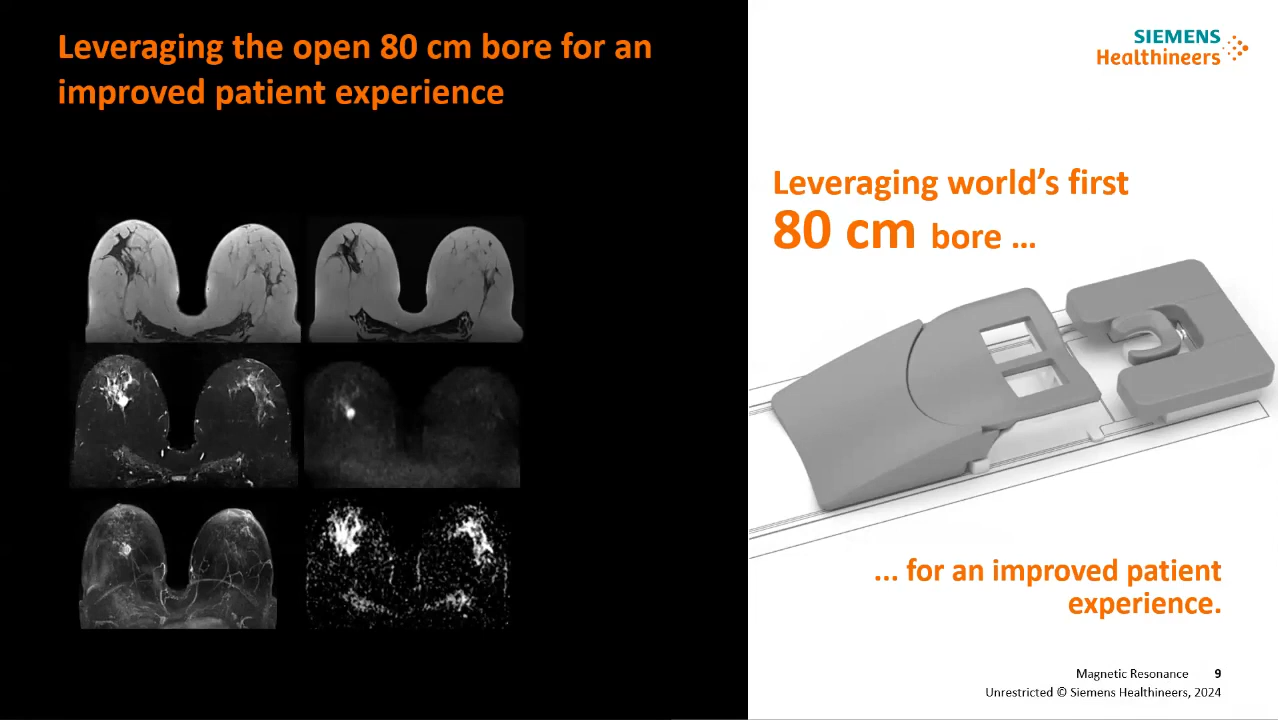 Leveraging the open 80 cm bore for an
improved patient experience
SIEMENS
Healthineers
Leveraging world’s first
80 cm bore ...
... for an improved patient
experience.
Magnetic Resonance 9
Unrestricted © Siemens Healthineers, 2024